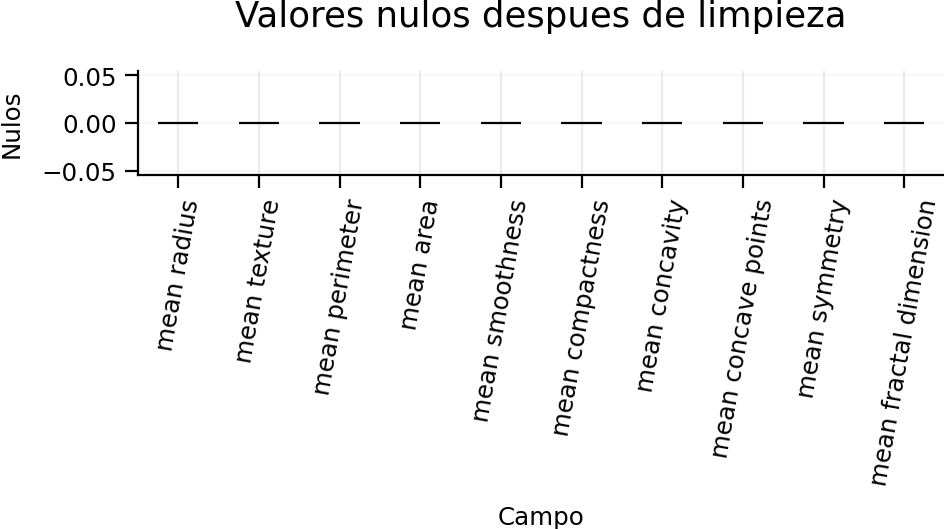 Valores nulos despues de limpieza
Nulos
0.05
0.00
−0.05
mean radius
mean texture
mean perimeter
mean area
mean smoothness
mean compactness
mean concavity
mean concave points
mean symmetry
mean fractal dimension
Campo